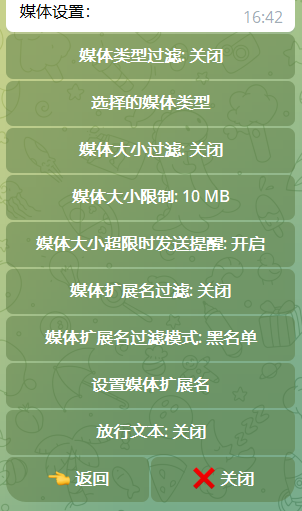 媒体设置：
16:42
媒体类型过滤: 关闭
选择的媒体类型
媒体大小过滤: 关闭
媒体大小限制: 10 MB
媒体大小超限时发送提醒: 开启
媒体扩展名过滤: 关闭
媒体扩展名过滤模式: 黑名单
设置媒体扩展名
放行文本: 关闭
👈 返回
❌ 关闭